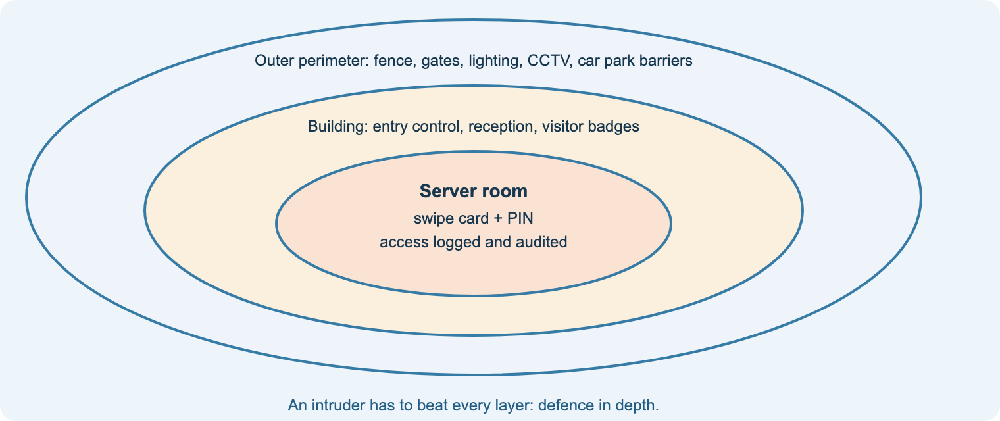 Outer perimeter: fence, gates, lighting, CCTV, car park barriers
Building: entry control, reception, visitor badges
Server room
swipe card + PIN
access logged and audited
An intruder has to beat every layer: defence in depth.